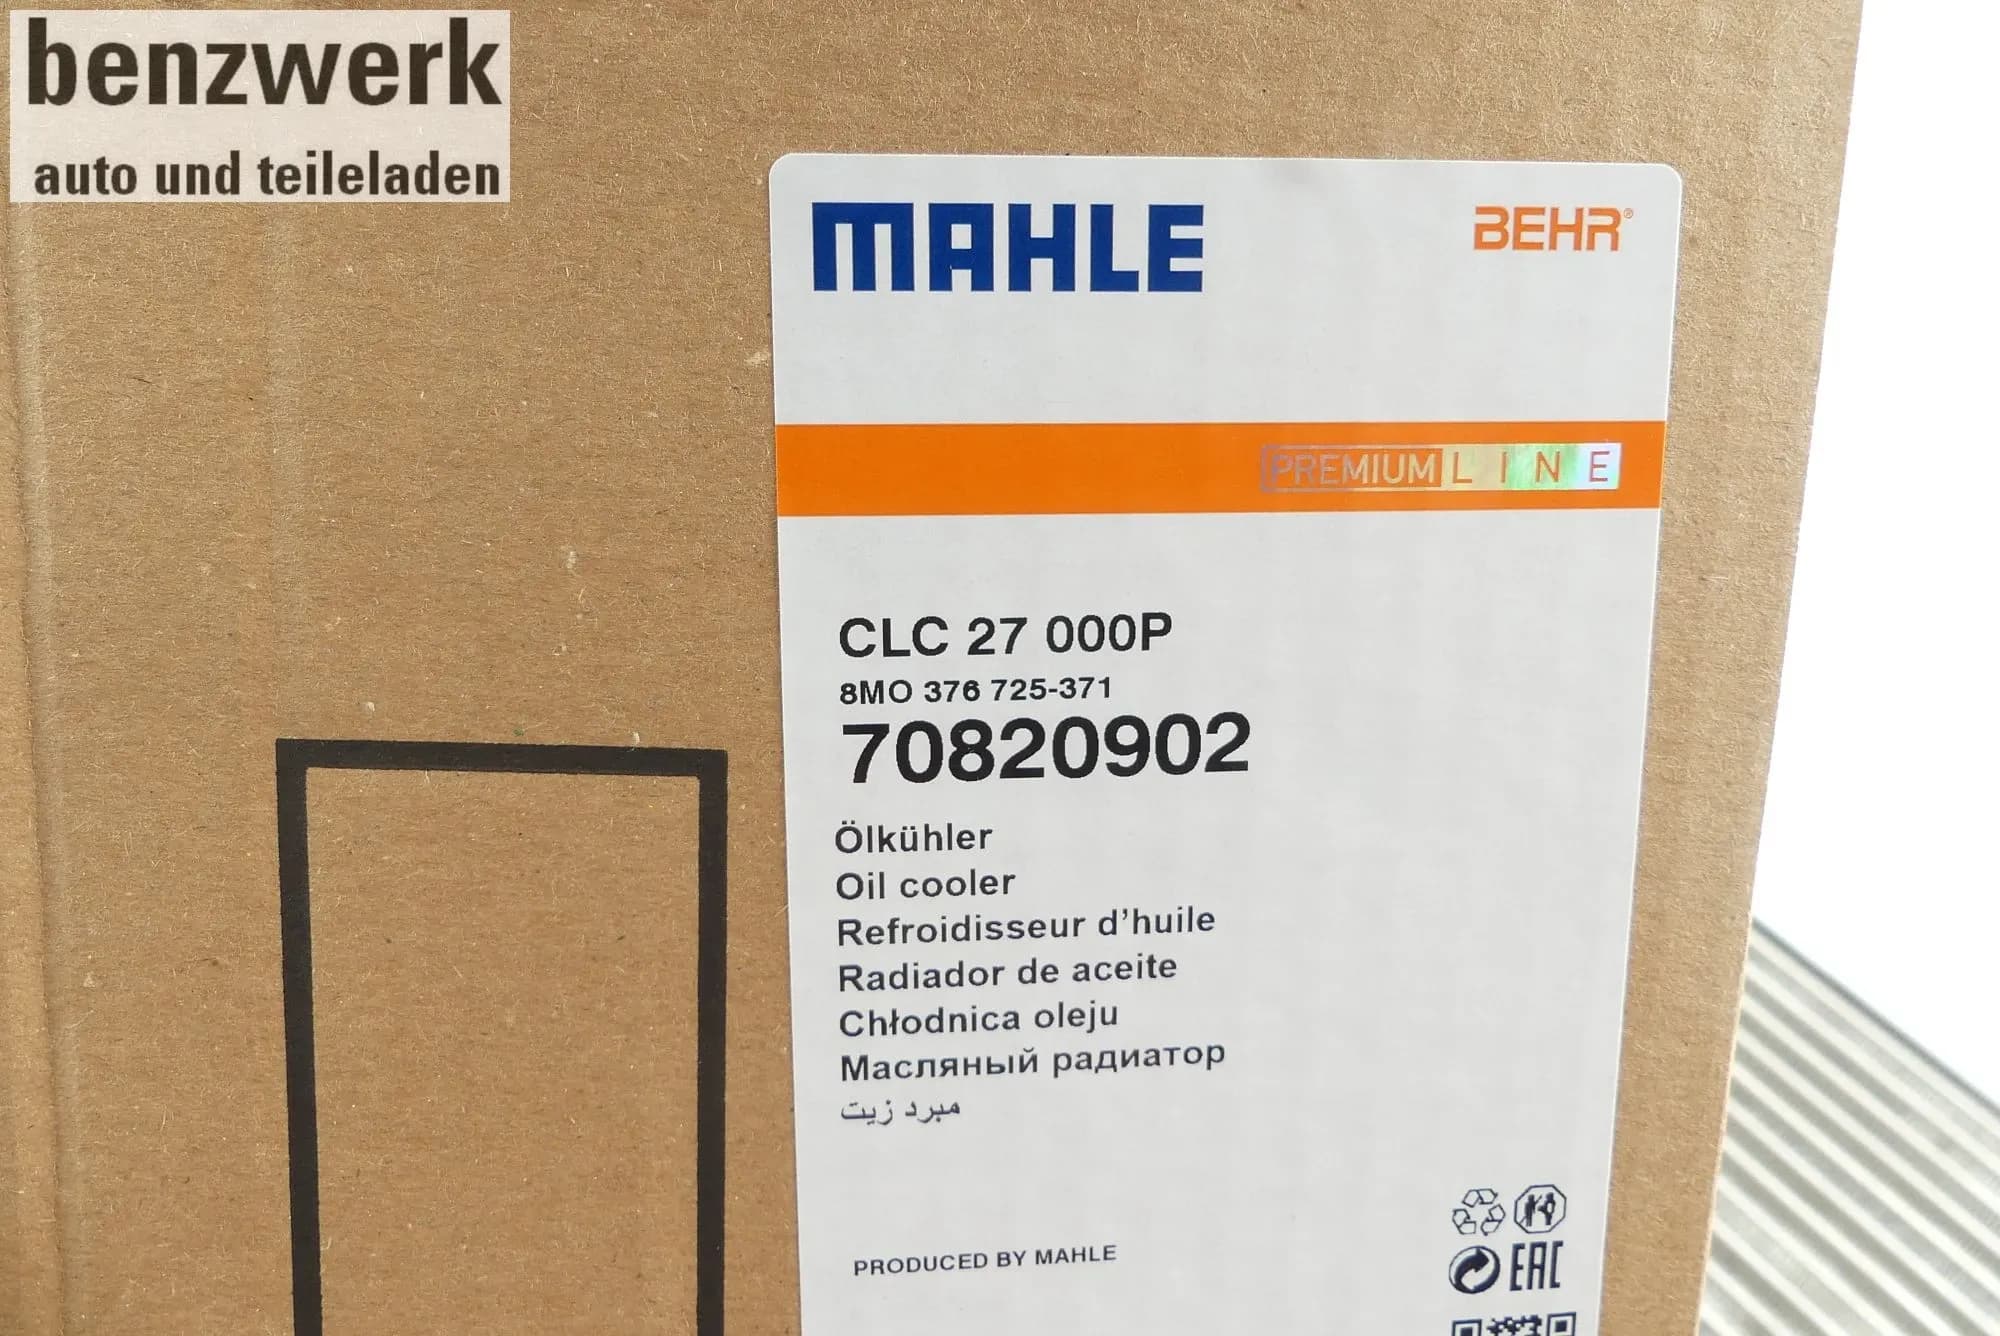 benzwerk
auto und teileladen
MAHLE
BEHR®
PREMIUM LINE
CLC 27 000P
8MO 376 725-371
70820902
Ölkühler
Oil cooler
Refroidisseur d'huile
Radiador de aceite
Chłodnica oleju
Масляный радиатор
مبرد زيت
PRODUCED BY MAHLE
EAC